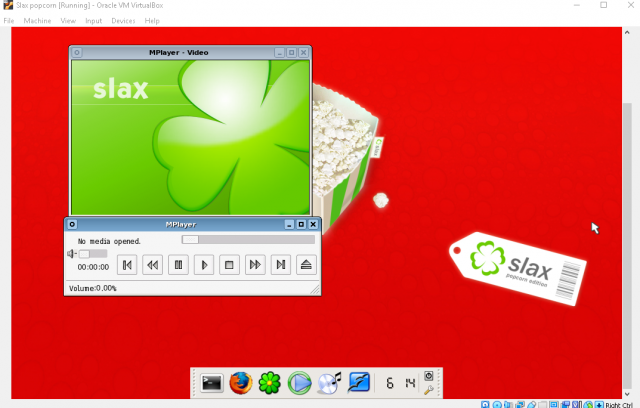 Slax popcorn [Running] - Oracle VM VirtualBox
File Machine View Input Devices Help
MPlayer - Video
slax
MPlayer
No media opened.
00:00:00
Volume:0.00%
slax
popcorn edition
6 14
Right Ctrl